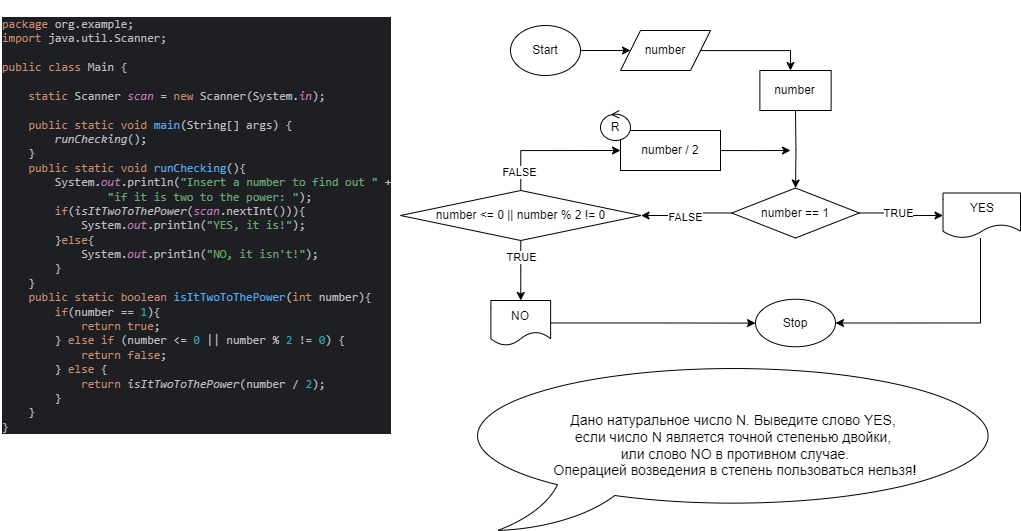 package org.example;
import java.util.Scanner;
public class Main {
static Scanner scan = new Scanner(System.in);
public static void main(String[] args) {
runChecking();
}
public static void runChecking(){
System.out.println("Insert a number to find out " +
"if it is two to the power: ");
if(isItTwoToThePower(scan.nextInt())){
System.out.println("YES, it is!");
}else{
System.out.println("NO, it isn't!");
}
}
public static boolean isItTwoToThePower(int number){
if(number == 1){
return true;
} else if (number <= 0 || number % 2 != 0) {
return false;
} else {
return isItTwoToThePower(number / 2);
}
}
}
Start
number
number
R
number / 2
FALSE
number <= 0 || number % 2 != 0
FALSE
number == 1
TRUE
YES
TRUE
NO
Stop
Дано натуральное число N. Выведите слово YES,
если число N является точной степенью двойки,
или слово NO в противном случае.
Операцией возведения в степень пользоваться нельзя!